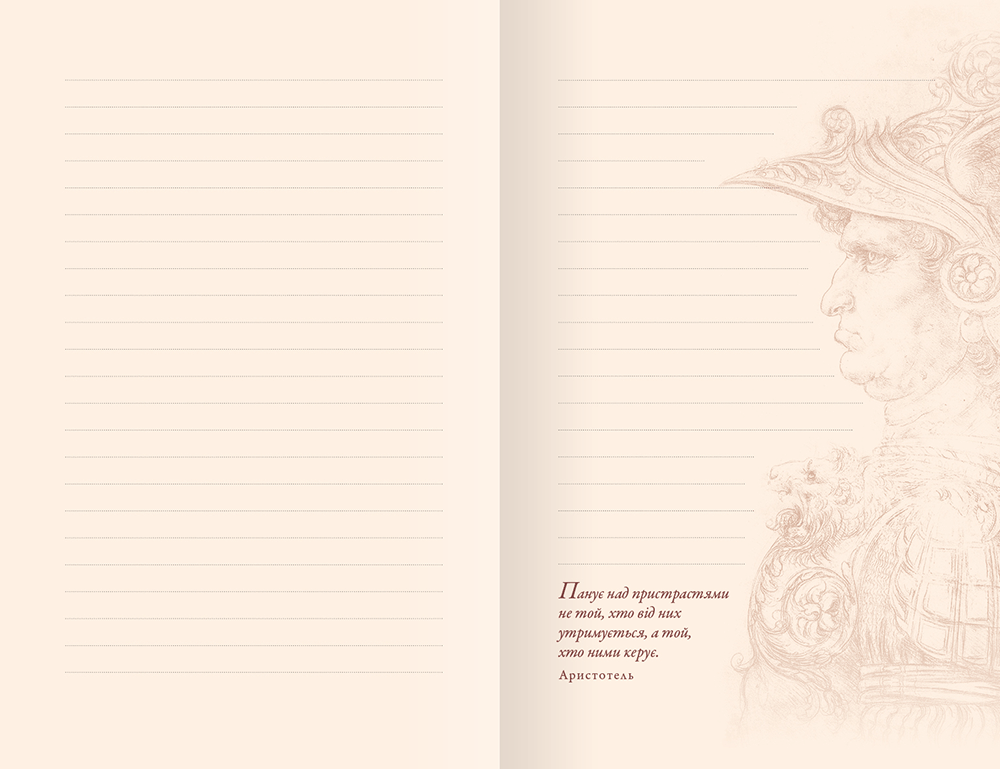 Панує над пристрастями
не той, хто від них
утримується, а той,
хто ними керує.
Аристотель